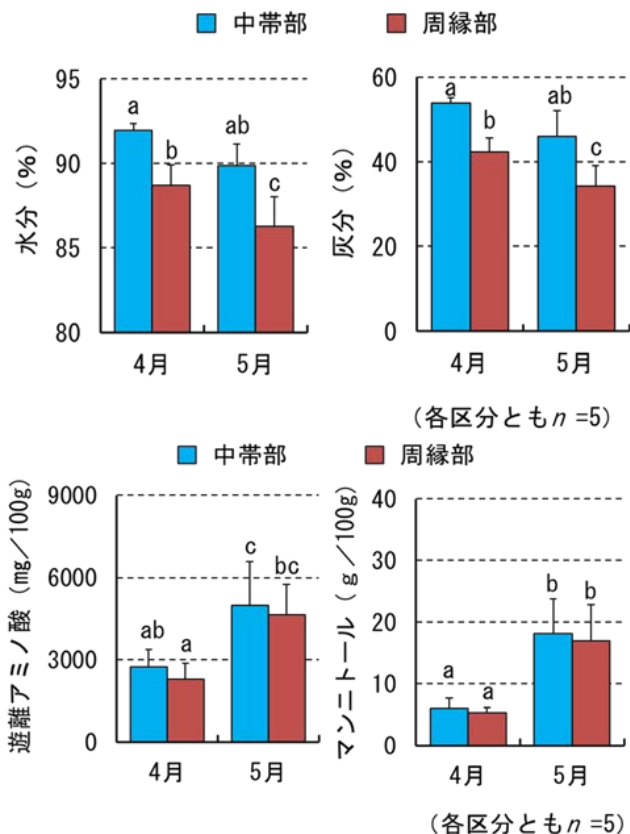 中帯部 周縁部
水分（%）
95
90
85
80
a
b
ab
c
4月 5月
灰分（%）
60
40
20
0
a
b
ab
c
4月 5月
（各区分ともn =5）
中帯部 周縁部
遊離アミノ酸（mg／100g）
9000
6000
3000
0
ab
a
c
bc
4月 5月
マンニトール（ｇ／100g）
40
30
20
10
0
a
a
b
b
4月 5月
（各区分ともn =5）